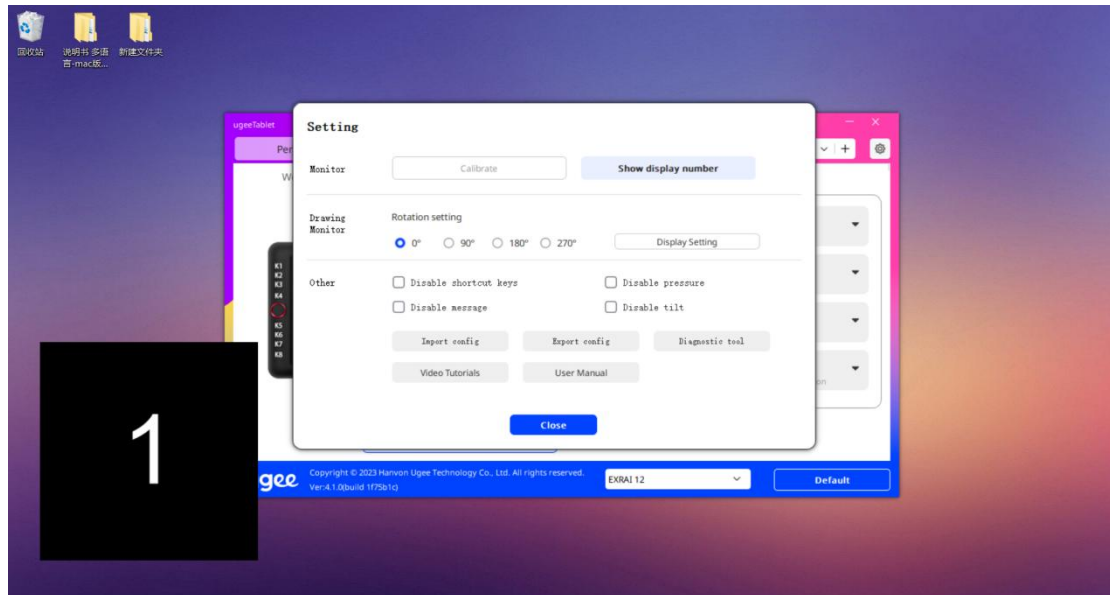 回收站
说明书 多语
言-mac版...
新建文件夹
ugeeTablet
Setting
Monitor
Calibrate
Show display number
Drawing
Monitor
Rotation setting
0°
90°
180°
270°
Display Setting
Other
Disable shortcut keys
Disable pressure
Disable message
Disable tilt
Import config
Export config
Diagnostic tool
Video Tutorials
User Manual
Close
K1
K2
K3
K4
K5
K6
K7
K8
1
gee
Copyright © 2023 Hanvon Ugee Technology Co., Ltd. All rights reserved.
Ver:4.1.0(build 1f75b1c)
EXRAI 12
Default